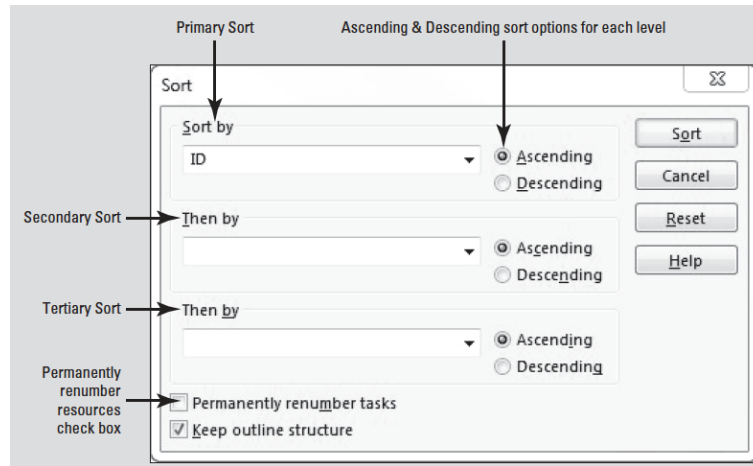 Primary Sort
Ascending & Descending sort options for each level
Sort
Sort by
ID
Ascending
Descending
Sort
Cancel
Reset
Help
Secondary Sort
Then by
Ascending
Descending
Tertiary Sort
Then by
Ascending
Descending
Permanently
renumber
resources
check box
Permanently renumber tasks
Keep outline structure